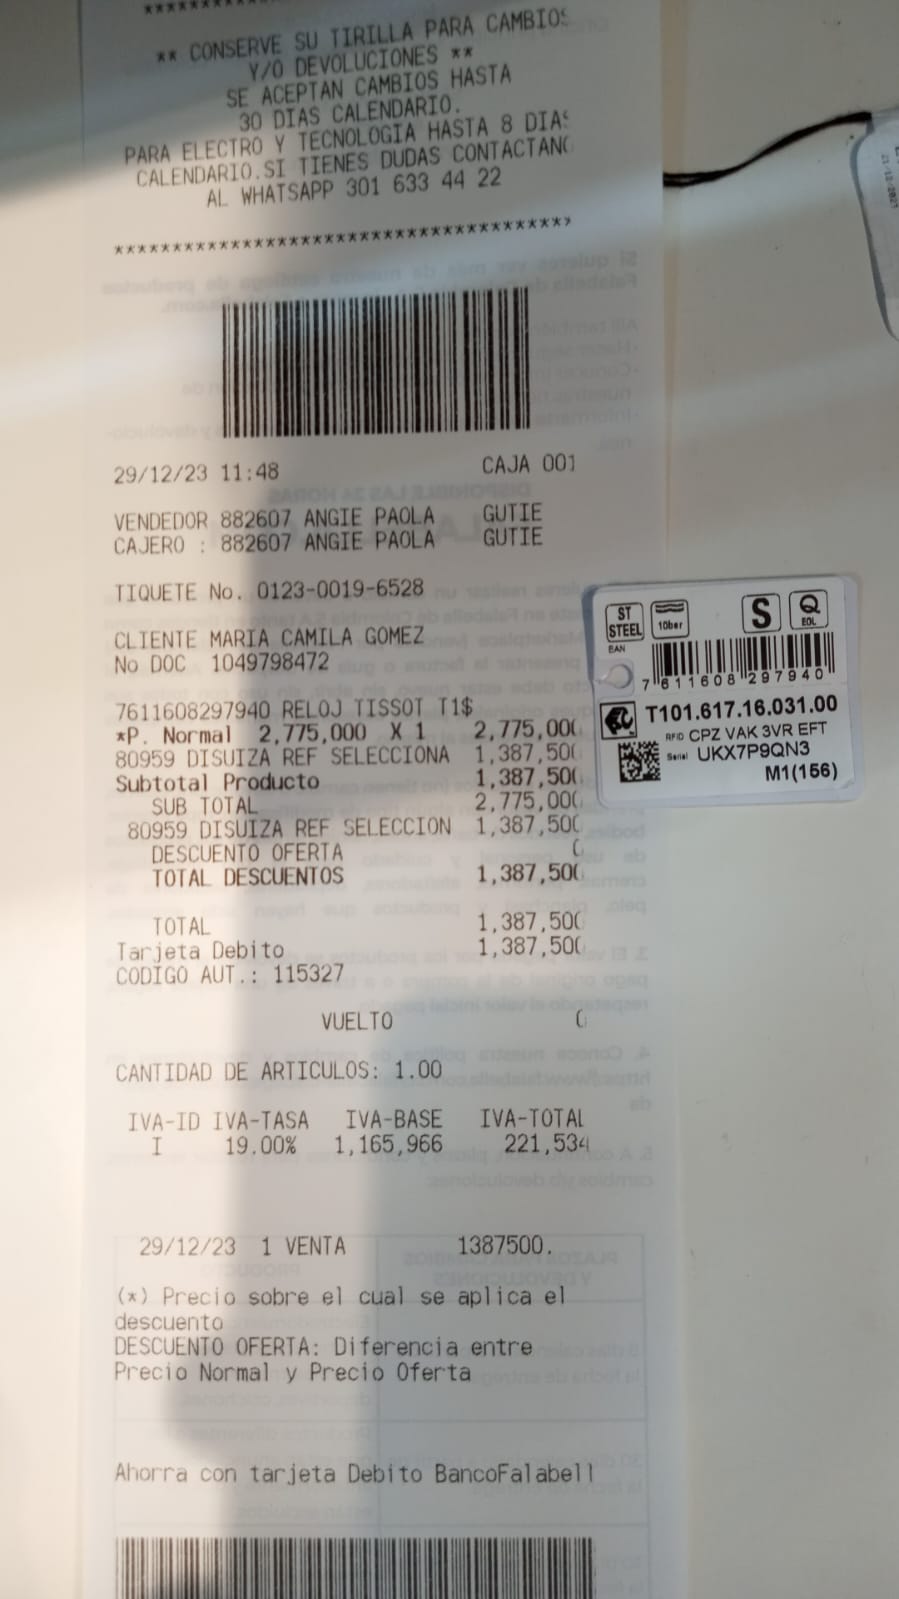 ** CONSERVE SU TIRILLA PARA CAMBIOS
Y/O DEVOLUCIONES **
SE ACEPTAN CAMBIOS HASTA
30 DIAS CALENDARIO.
PARA ELECTRO Y TECNOLOGIA HASTA 8 DIAS
CALENDARIO.SI TIENES DUDAS CONTACTANO
AL WHATSAPP 301 633 44 22
***************************************
29/12/23 11:48 CAJA 001
VENDEDOR 882607 ANGIE PAOLA GUTIE
CAJERO : 882607 ANGIE PAOLA GUTIE
TIQUETE No. 0123-0019-6528
CLIENTE MARIA CAMILA GOMEZ
No DOC 1049798472
7611608297940 RELOJ TISSOT T1$
*P. Normal 2,775,000 X 1 2,775,000
80959 DISUIZA REF SELECCIONA 1,387,500
Subtotal Producto 1,387,500
SUB TOTAL 2,775,000
80959 DISUIZA REF SELECCION 1,387,500
DESCUENTO OFERTA 0
TOTAL DESCUENTOS 1,387,500
TOTAL 1,387,500
Tarjeta Debito 1,387,500
CODIGO AUT.: 115327
VUELTO 0
CANTIDAD DE ARTICULOS: 1.00
IVA-ID IVA-TASA IVA-BASE IVA-TOTAL
I 19.00% 1,165,966 221,534
29/12/23 1 VENTA 1387500.
(*) Precio sobre el cual se aplica el
descuento
DESCUENTO OFERTA: Diferencia entre
Precio Normal y Precio Oferta
Ahorra con tarjeta Debito BancoFalabell
ST
STEEL
10ber
S
Q
EOL
EAN
7 611608 297940
T101.617.16.031.00
RFID CPZ VAK 3VR EFT
Serial UKX7P9QN3
M1(156)